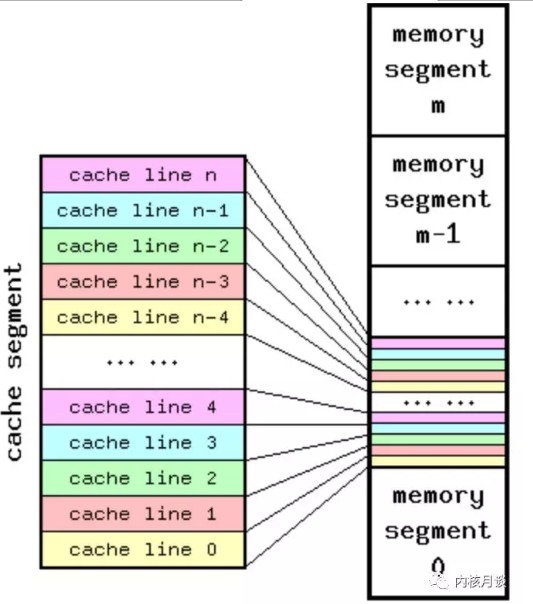 cache segment
cache line n
cache line n-1
cache line n-2
cache line n-3
cache line n-4
... ...
cache line 4
cache line 3
cache line 2
cache line 1
cache line 0
memory
segment
m
memory
segment
m-1
... ...
... ...
memory
segment
0
内核月谈